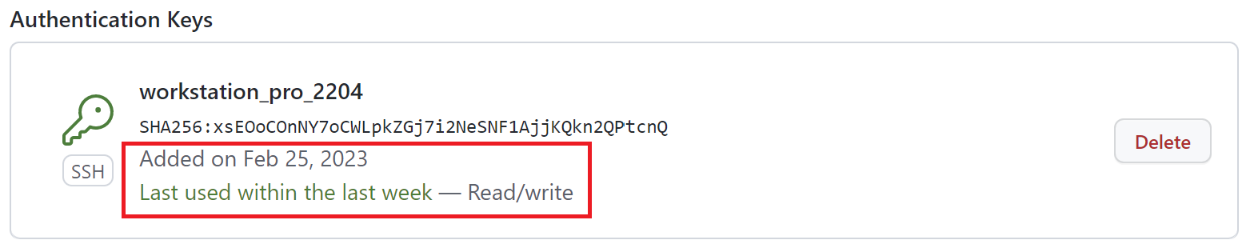 Authentication Keys
workstation_pro_2204
SHA256:xsEOoCOnNY7oCWLpkZGj7i2NeSNF1AjjKQkn2QPtcnQ
SSH
Added on Feb 25, 2023
Last used within the last week — Read/write
Delete